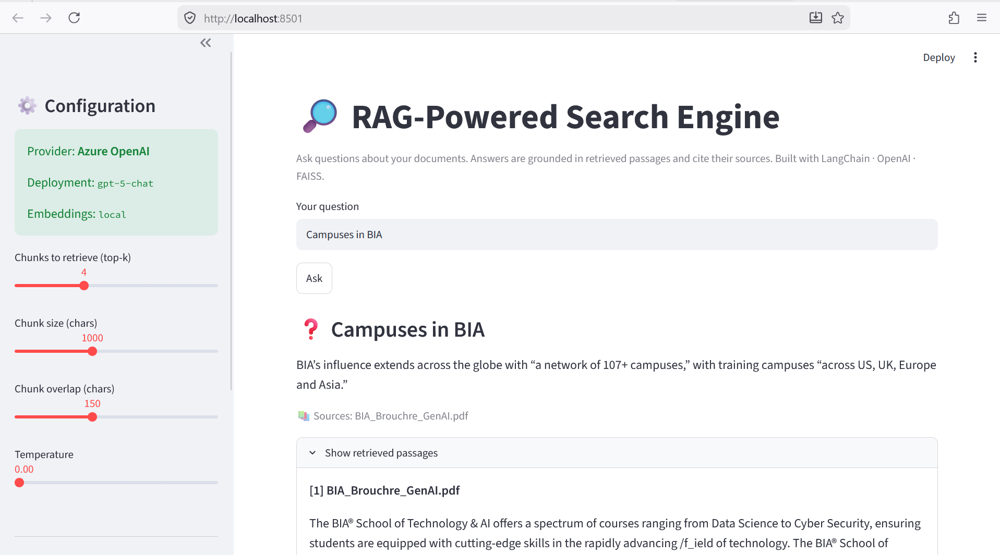 http://localhost:8501
Deploy
Configuration
Provider: Azure OpenAI
Deployment: gpt-5-chat
Embeddings: local
Chunks to retrieve (top-k)
4
Chunk size (chars)
1000
Chunk overlap (chars)
150
Temperature
0.00
RAG-Powered Search Engine
Ask questions about your documents. Answers are grounded in retrieved passages and cite their sources. Built with LangChain · OpenAI ·
FAISS.
Your question
Campuses in BIA
Ask
Campuses in BIA
BIA’s influence extends across the globe with “a network of 107+ campuses,” with training campuses “across US, UK, Europe
and Asia.”
Sources: BIA_Brouchre_GenAI.pdf
Show retrieved passages
[1] BIA_Brouchre_GenAI.pdf
The BIA® School of Technology & AI offers a spectrum of courses ranging from Data Science to Cyber Security, ensuring
students are equipped with cutting-edge skills in the rapidly advancing /f_ield of technology. The BIA® School of